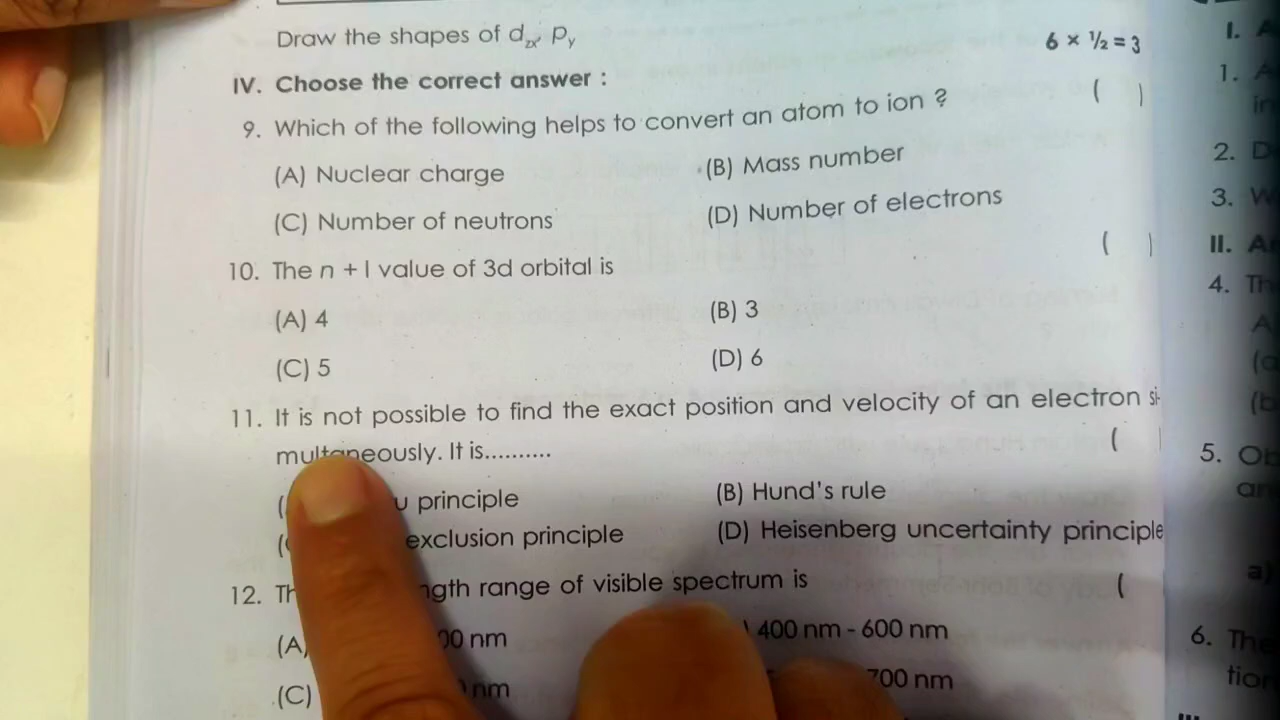 Draw the shapes of d_zx, P_y
6 × ½ = 3
IV. Choose the correct answer :
9. Which of the following helps to convert an atom to ion ? ( )
(A) Nuclear charge (B) Mass number
(C) Number of neutrons (D) Number of electrons
10. The n + l value of 3d orbital is ( )
(A) 4 (B) 3
(C) 5 (D) 6
11. It is not possible to find the exact position and velocity of an electron si-
multaneously. It is.......... ( )
principle (B) Hund's rule
exclusion principle (D) Heisenberg uncertainty principle
12. range of visible spectrum is (
(A) nm 400 nm - 600 nm
(C) nm 700 nm
I.
1.
2.
3.
II.
4.
5.
a)
6. The